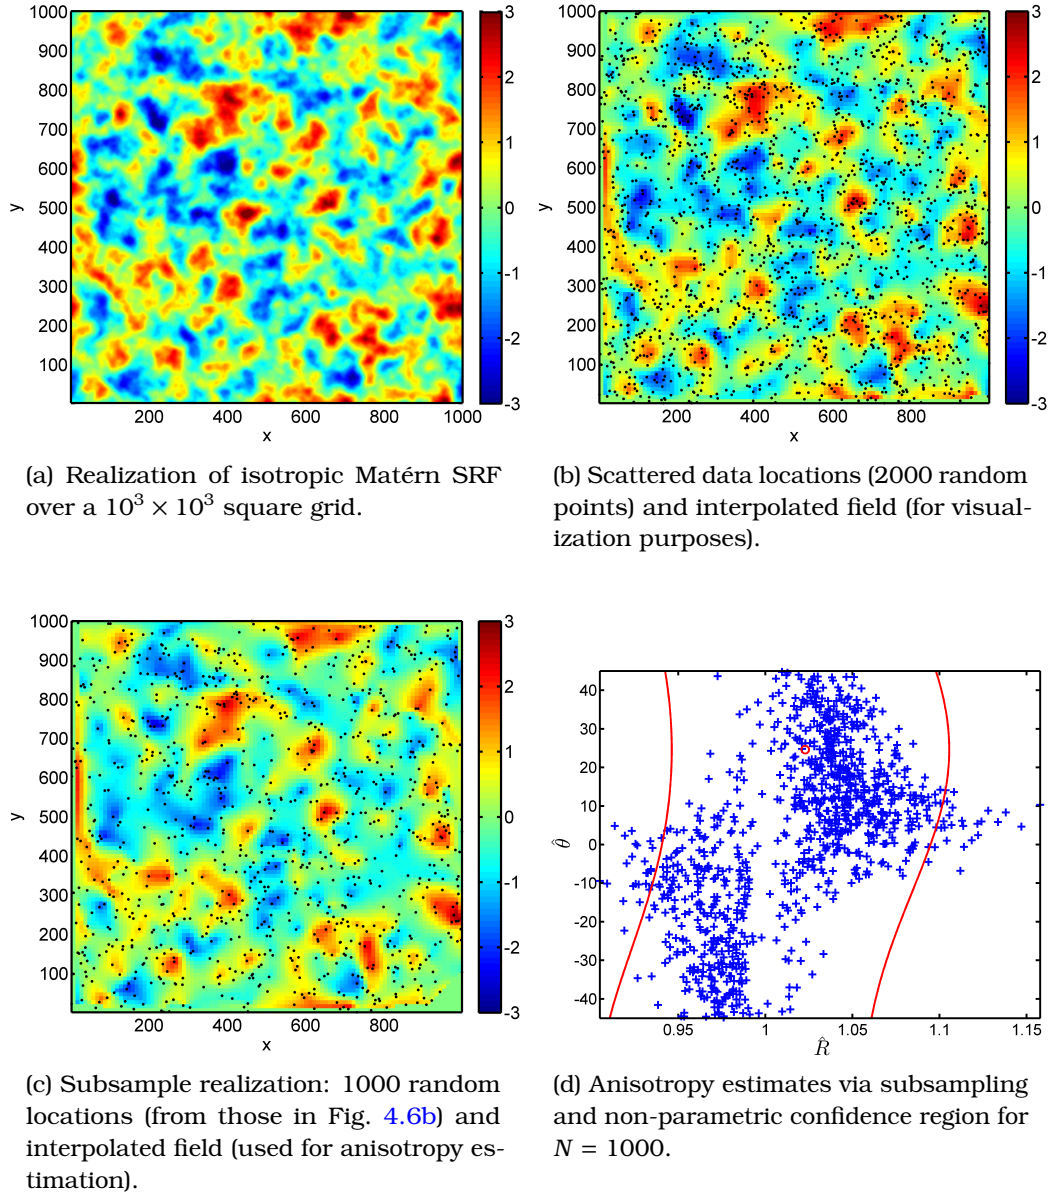 1000
900
800
700
600
500
400
300
200
100
y
200 400 600 800 1000
x
3
2
1
0
-1
-2
-3
(a) Realization of isotropic Matérn SRF
over a 10³ × 10³ square grid.
1000
900
800
700
600
500
400
300
200
100
y
200 400 600 800
x
3
2
1
0
-1
-2
-3
(b) Scattered data locations (2000 random
points) and interpolated field (for visual-
ization purposes).
1000
900
800
700
600
500
400
300
200
100
y
200 400 600 800
x
3
2
1
0
-1
-2
-3
(c) Subsample realization: 1000 random
locations (from those in Fig. 4.6b) and
interpolated field (used for anisotropy es-
timation).
40
30
20
10
0
-10
-20
-30
-40
θ̂
0.95 1 1.05 1.1 1.15
R̂
(d) Anisotropy estimates via subsampling
and non-parametric confidence region for
N = 1000.